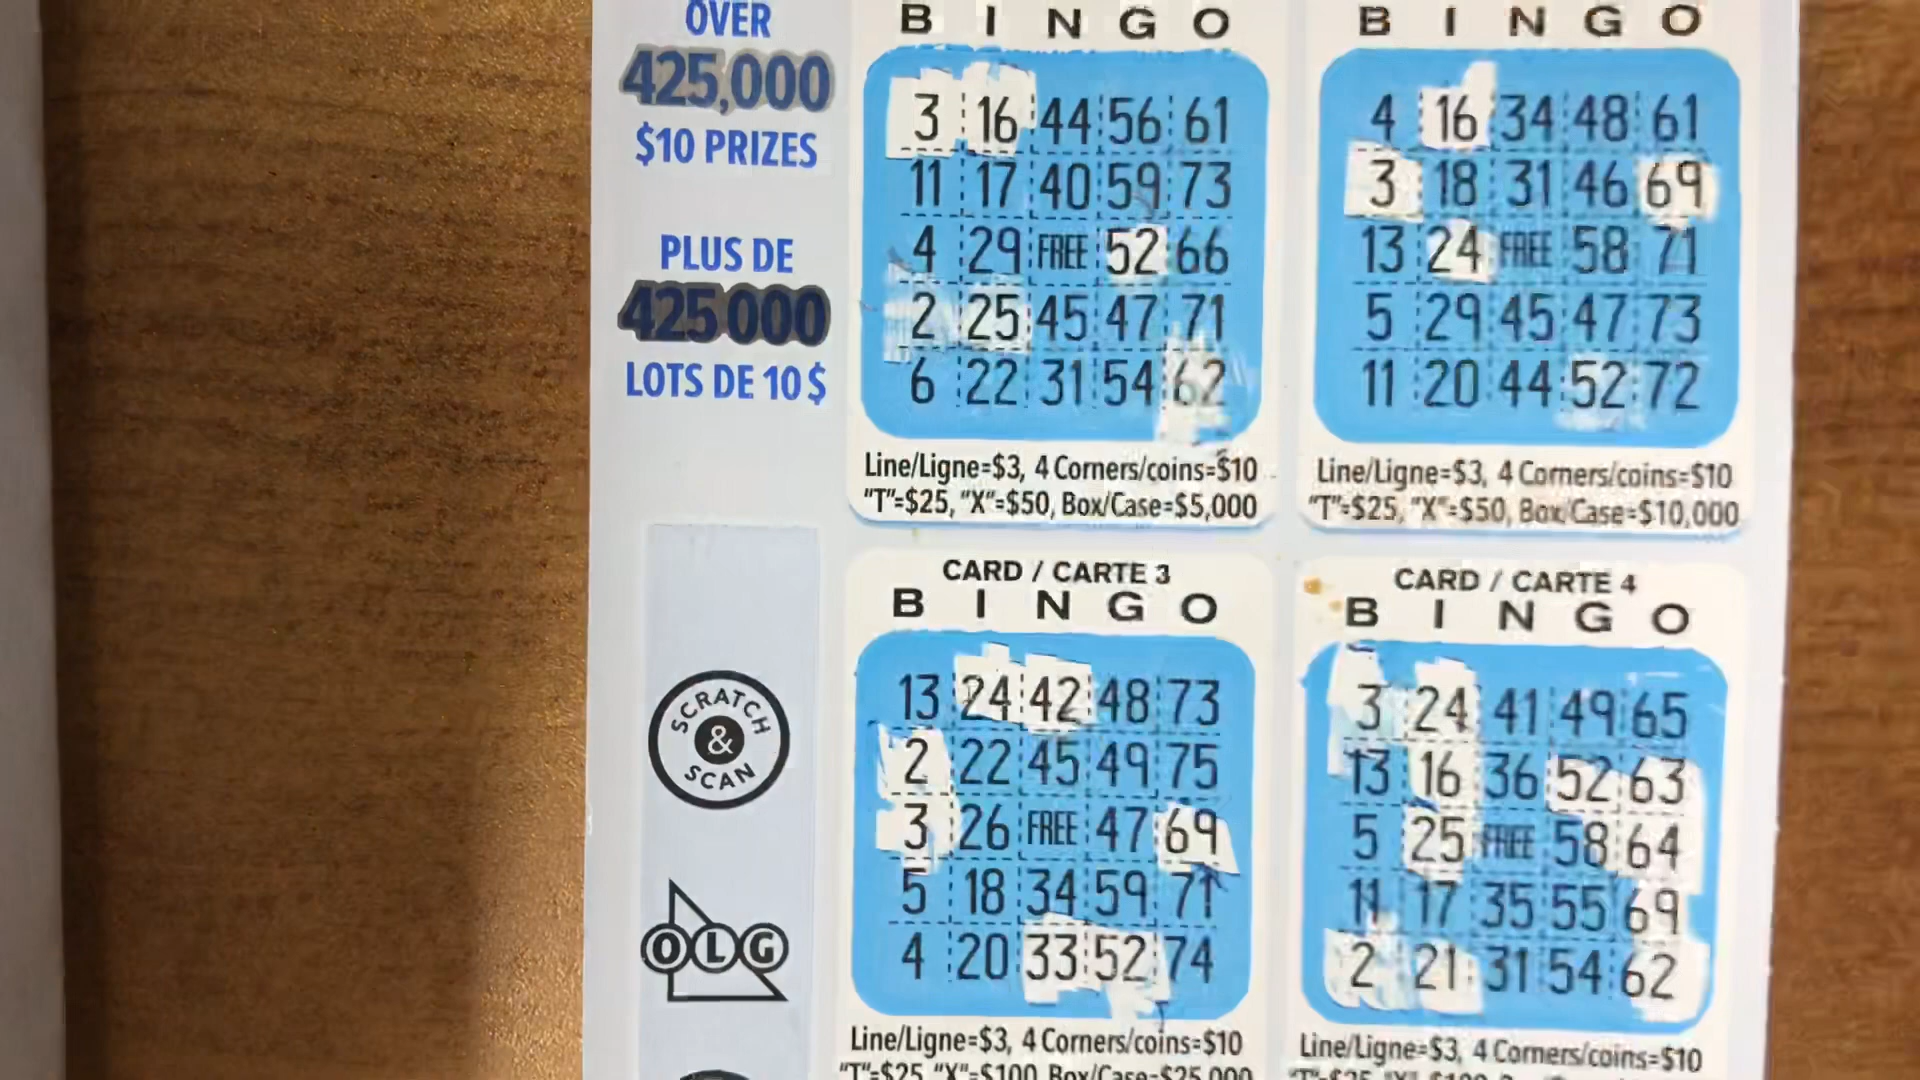 OVER
425,000
$10 PRIZES
PLUS DE
425 000
LOTS DE 10 $
B I N G O
3 16 44 56 61
11 17 40 59 73
4 29 FREE 52 66
2 25 45 47 71
6 22 31 54 62
Line/Ligne=$3, 4 Corners/coins=$10
"T"=$25, "X"=$50, Box/Case=$5,000
B I N G O
4 16 34 48 61
3 18 31 46 69
13 24 FREE 58 71
5 29 45 47 73
11 20 44 52 72
Line/Ligne=$3, 4 Corners/coins=$10
"T"=$25, "X"=$50, Box/Case=$10,000
SCRATCH
&
SCAN
OLG
CARD / CARTE 3
B I N G O
13 24 42 48 73
2 22 45 49 75
3 26 FREE 47 69
5 18 34 59 71
4 20 33 52 74
Line/Ligne=$3, 4 Corners/coins=$10
"T"=$25, "X"=$100, Box/Case=$25,000
CARD / CARTE 4
B I N G O
3 24 41 49 65
13 16 36 52 63
5 25 FREE 58 64
11 17 35 55 69
2 21 31 54 62
Line/Ligne=$3, 4 Corners/coins=$10